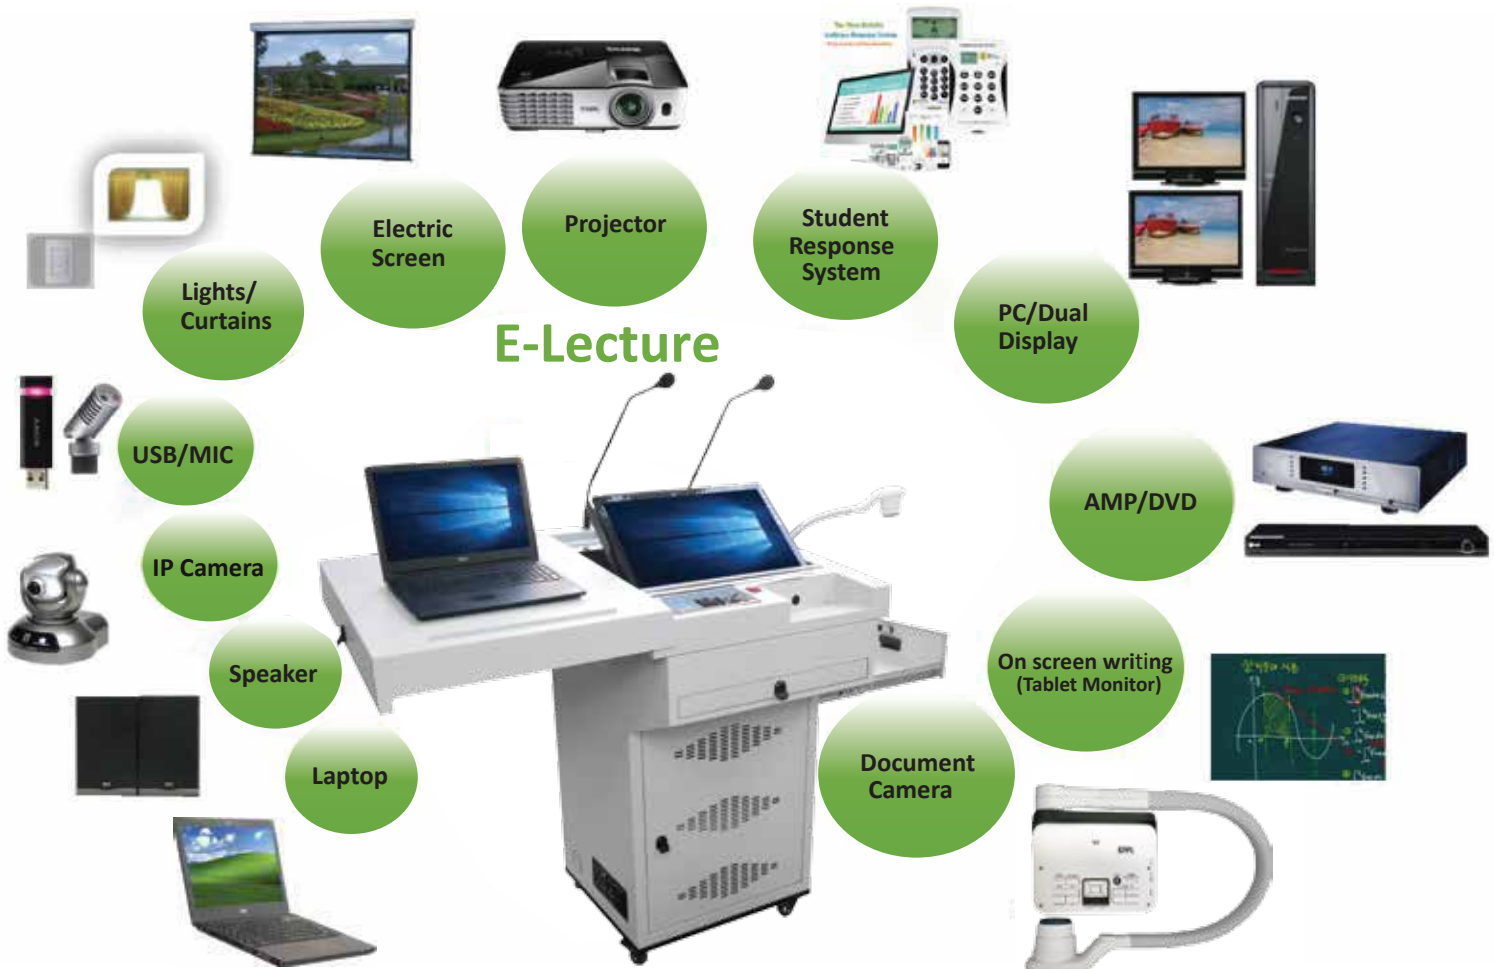 Electric
Screen
Projector
Student
Response
System
Lights/
Curtains
PC/Dual
Display
E-Lecture
USB/MIC
AMP/DVD
IP Camera
Speaker
On screen writing
(Tablet Monitor)
Laptop
Document
Camera